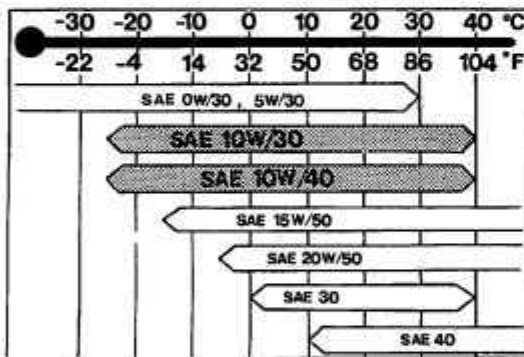 -30 -20 -10 0 10 20 30 40 °C
-22 -4 14 32 50 68 86 104 °F
SAE 0W/30, 5W/30
SAE 10W/30
SAE 10W/40
SAE 15W/50
SAE 20W/50
SAE 30
SAE 40